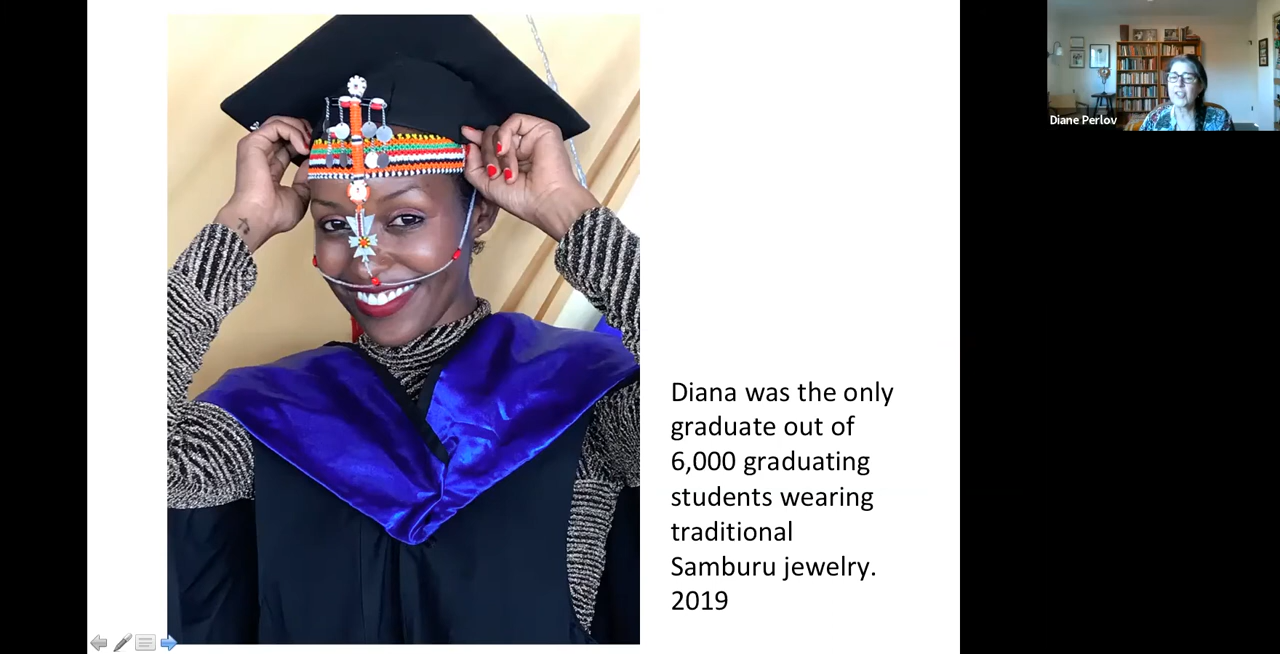 Diane Perlov
Diana was the only
graduate out of
6,000 graduating
students wearing
traditional
Samburu jewelry.
2019